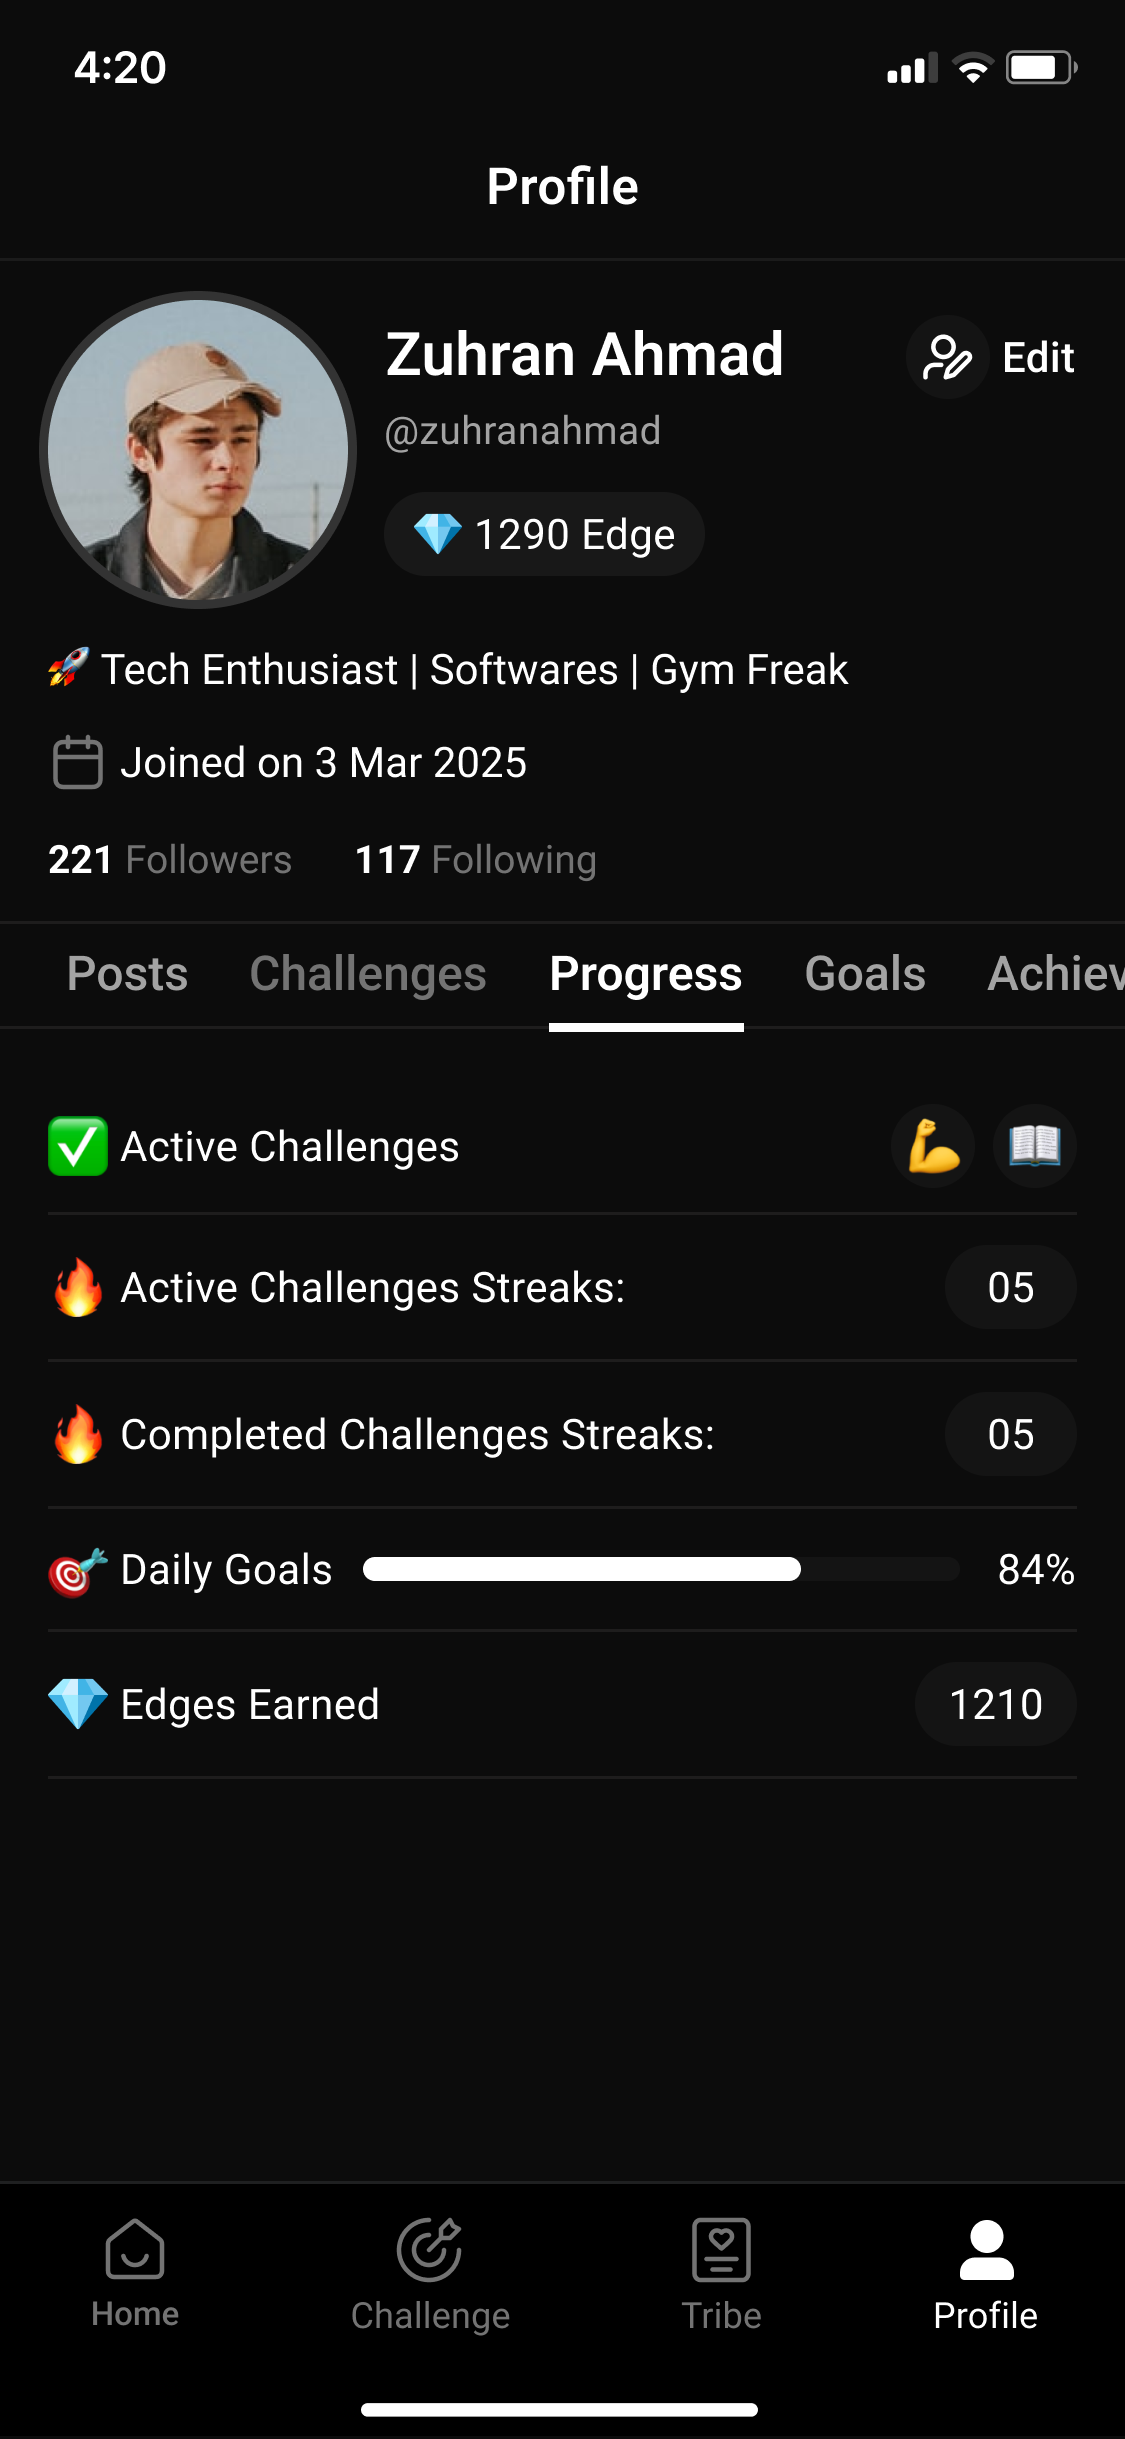 4:20
Profile
Zuhran Ahmad
Edit
@zuhranahmad
💎 1290 Edge
🚀 Tech Enthusiast | Softwares | Gym Freak
Joined on 3 Mar 2025
221 Followers 117 Following
Posts Challenges Progress Goals Achiev
✅ Active Challenges 💪 📖
🔥 Active Challenges Streaks: 05
🔥 Completed Challenges Streaks: 05
🎯 Daily Goals 84%
💎 Edges Earned 1210
Home Challenge Tribe Profile